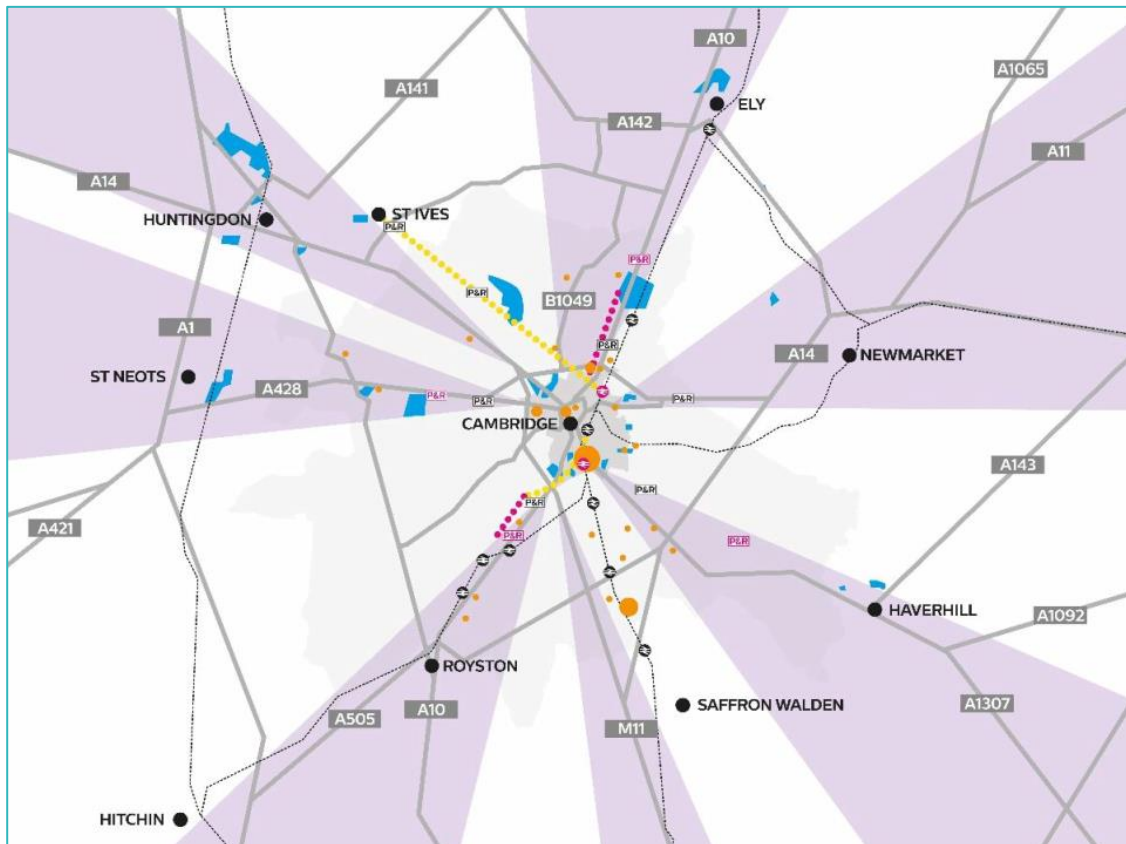 A10
A1065
ELY
A141
A142
A11
A14
ST IVES
HUNTINGDON
P&R
P&R
P&R
B1049
A1
P&R
A14
NEWMARKET
ST NEOTS
A428
P&R
P&R
P&R
CAMBRIDGE
A143
P&R
P&R
A421
P&R
P&R
HAVERHILL
A1092
ROYSTON
A505
A10
SAFFRON WALDEN
A1307
M11
HITCHIN